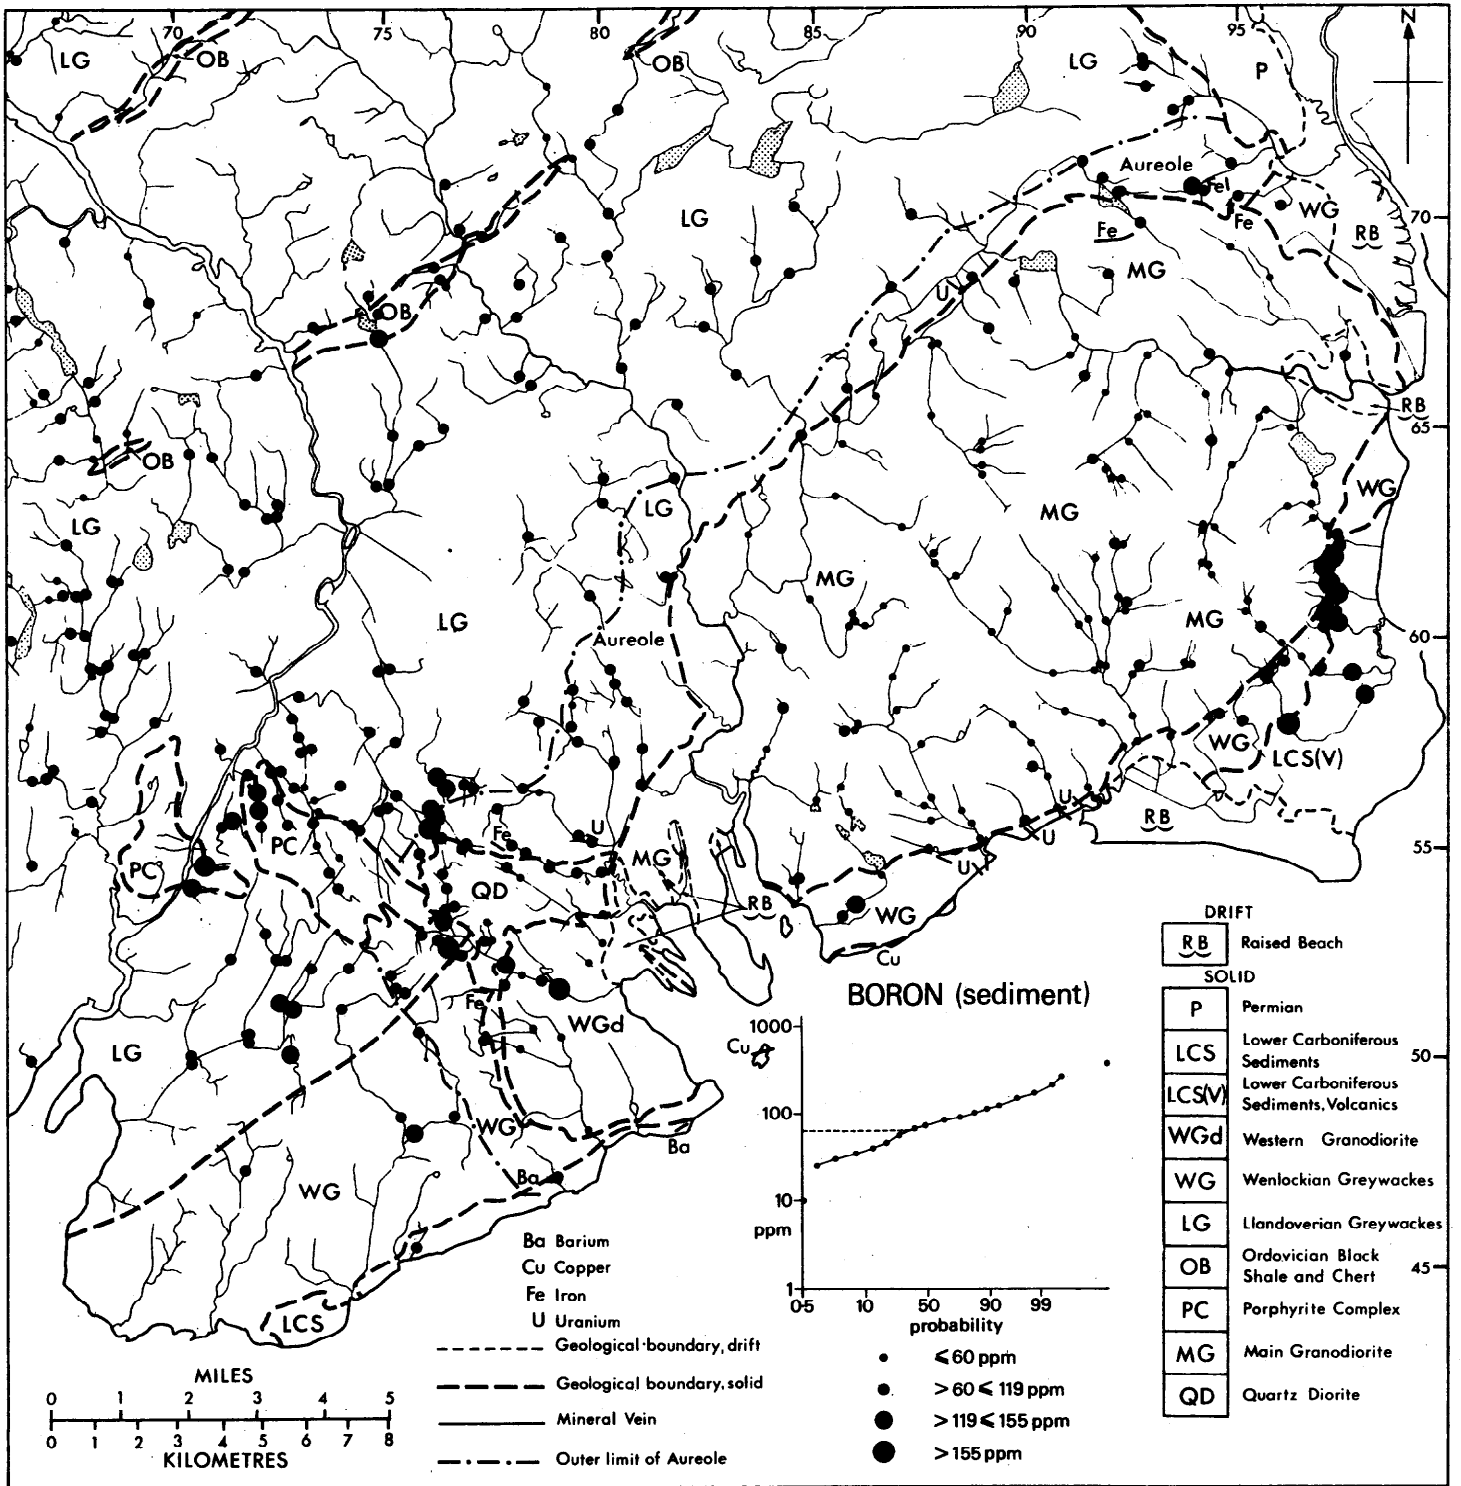 70
75
80
85
90
95
N
LG
OB
OB
LG
P
Aureole
Fe
LG
WG
70
RB
Fe
Fe
MG
U
OB
RB
65
OB
LG
WG
LG
MG
MG
LG
MG
60
Aureole
WG
LCS(V)
U
RB
U
Fe
U
PC
MG
55
PC
U
QD
RB
WG
Cu
Fe
WGd
LG
Cu
50
WG
Ba
Ba
WG
45
LCS
BORON (sediment)
1000
100
10
ppm
1
0·5
10
50
90
99
probability
≤60 ppm
>60 ≤ 119 ppm
>119 ≤ 155 ppm
>155 ppm
Ba Barium
Cu Copper
Fe Iron
U Uranium
Geological boundary, drift
Geological boundary, solid
Mineral Vein
Outer limit of Aureole
MILES
0 1 2 3 4 5
0 1 2 3 4 5 6 7 8
KILOMETRES
DRIFT
RB Raised Beach
SOLID
P Permian
LCS Lower Carboniferous
Sediments
LCS(V) Lower Carboniferous
Sediments, Volcanics
WGd Western Granodiorite
WG Wenlockian Greywackes
LG Llandoverian Greywackes
OB Ordovician Black
Shale and Chert
PC Porphyrite Complex
MG Main Granodiorite
QD Quartz Diorite